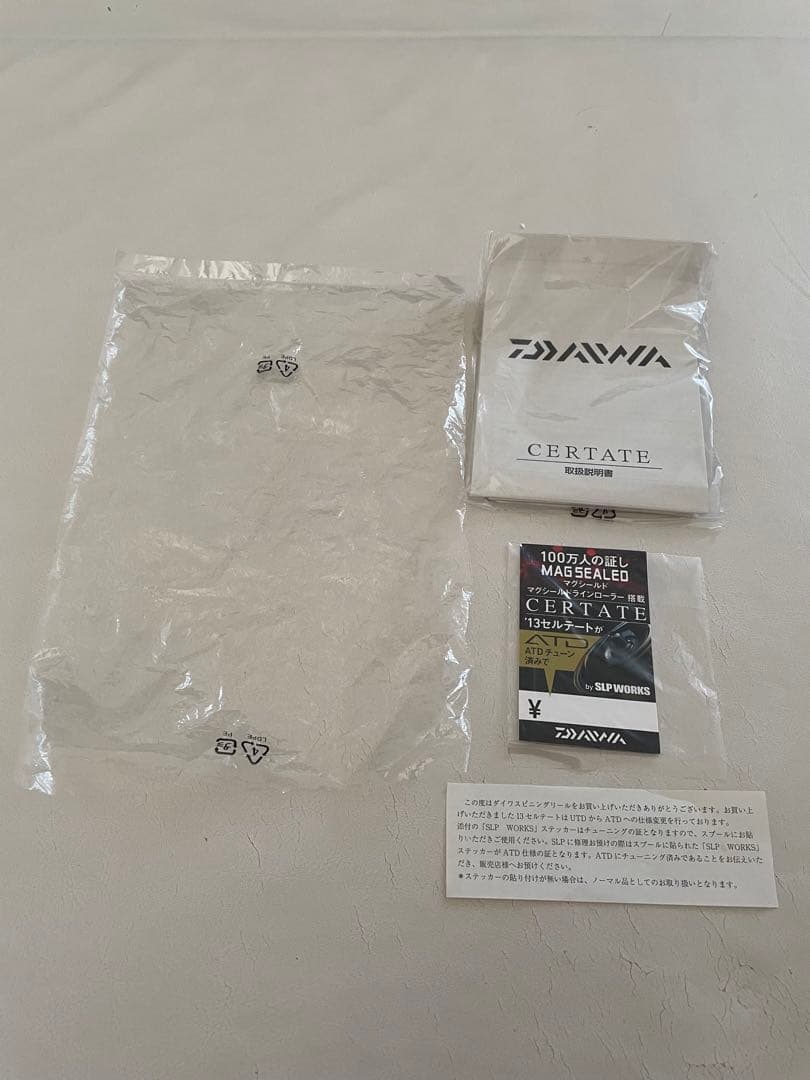 DAIWA
CERTATE
取扱説明書
LDPE
4
PE
プラ
100万人の証し
MAGSEALED
マグシールド
マグシールドラインローラー 搭載
CERTATE
'13セルテートが
ATD
ATDチューン
済みで
by SLPWORKS
¥
DAIWA
LDPE
4
PE
プラ
この度はダイワスピニングリールをお買い上げいただきありがとうございます。お買い上
げいただきました13セルテートはUTDからATDへの仕様変更を行っております。
添付の「SLP WORKS」ステッカーはチューニングの証となりますので、スプールにお貼
りいただきご使用ください。SLPに修理お預けの際はスプールに貼られた「SLP WORKS」
ステッカーがATD仕様の証となります。ATDにチューニング済みであることをお伝えいた
だき、販売店様へお預けください。
＊ステッカーの貼り付けが無い場合は、ノーマル品としてのお取り扱いとなります。